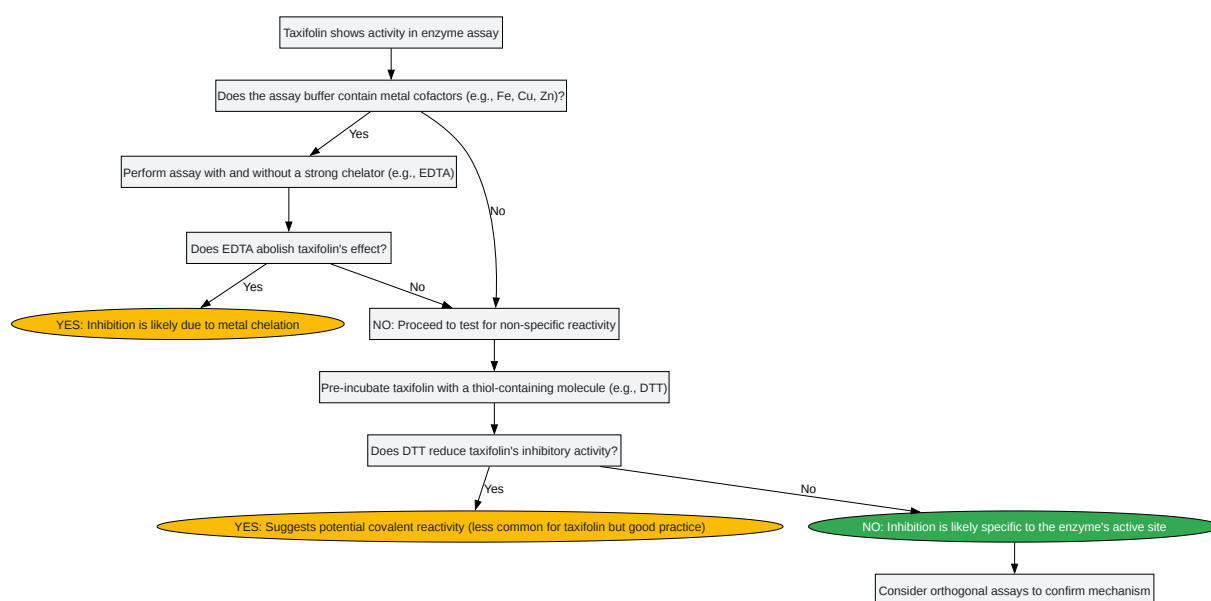 Taxifolin shows activity in enzyme assay
Does the assay buffer contain metal cofactors (e.g., Fe, Cu, Zn)?
Yes
Perform assay with and without a strong chelator (e.g., EDTA)
No
Does EDTA abolish taxifolin's effect?
Yes
No
YES: Inhibition is likely due to metal chelation
NO: Proceed to test for non-specific reactivity
Pre-incubate taxifolin with a thiol-containing molecule (e.g., DTT)
Does DTT reduce taxifolin's inhibitory activity?
Yes
No
YES: Suggests potential covalent reactivity (less common for taxifolin but good practice)
NO: Inhibition is likely specific to the enzyme's active site
Consider orthogonal assays to confirm mechanism